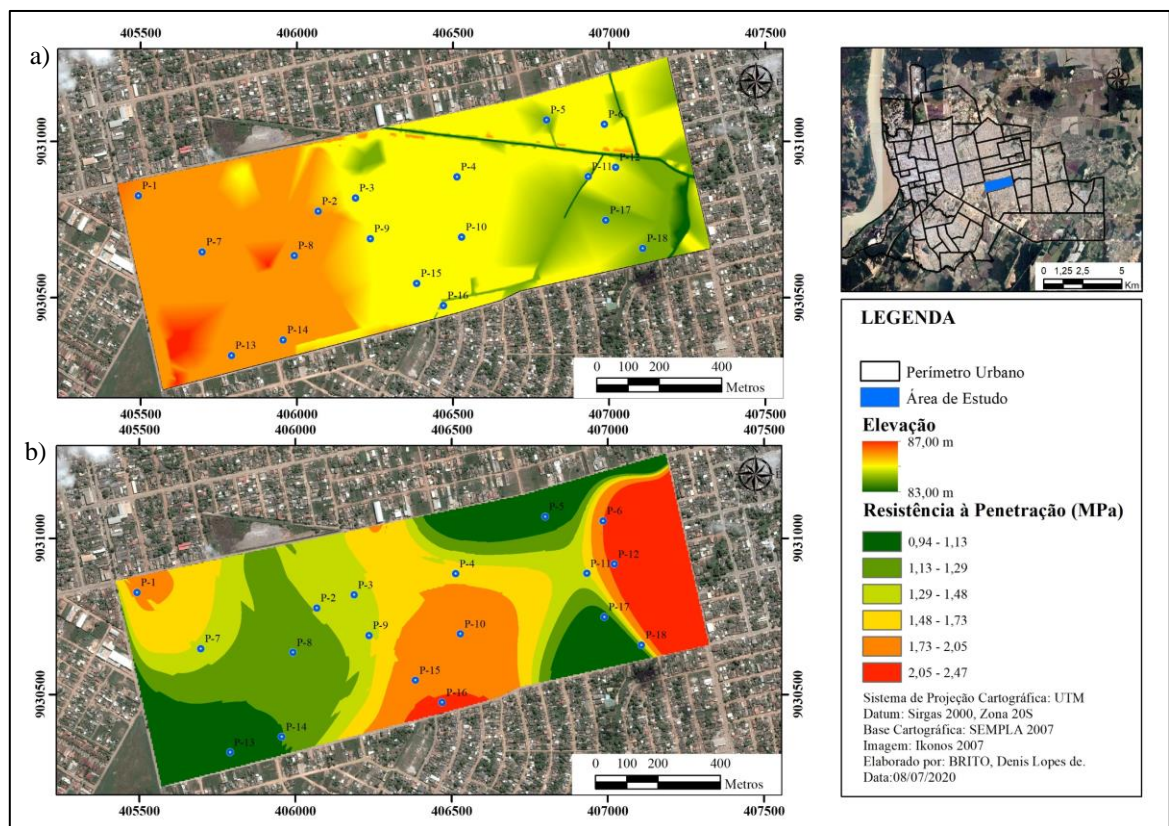 a)
405500 406000 406500 407000 407500
9031000
9030500
9031000
9030500
P-1
P-2
P-3
P-4
P-5
P-6
P-7
P-8
P-9
P-10
P-11
P-12
P-13
P-14
P-15
P-16
P-17
P-18
0 100 200 400
Metros
405500 406000 406500 407000 407500
b)
9031000
9030500
9031000
9030500
P-1
P-2
P-3
P-4
P-5
P-6
P-7
P-8
P-9
P-10
P-11
P-12
P-13
P-14
P-15
P-16
P-17
P-18
0 100 200 400
Metros
405500 406000 406500 407000 407500
0 1,25 2,5 5
Km
LEGENDA
Perímetro Urbano
Área de Estudo
Elevação
87,00 m
83,00 m
Resistência à Penetração (MPa)
0,94 - 1,13
1,13 - 1,29
1,29 - 1,48
1,48 - 1,73
1,73 - 2,05
2,05 - 2,47
Sistema de Projeção Cartográfica: UTM
Datum: Sirgas 2000, Zona 20S
Base Cartográfica: SEMPLA 2007
Imagem: Ikonos 2007
Elaborado por: BRITO, Denis Lopes de.
Data:08/07/2020